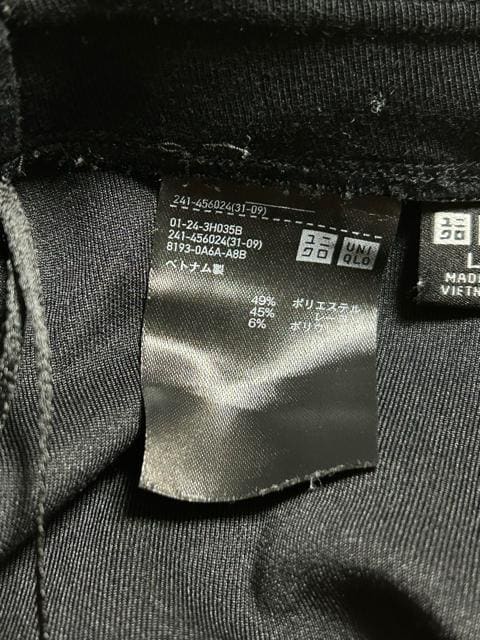 241-456024(31-09)
01-24-3H035B
241-456024(31-09)
8193-0A6A-A8B
ベトナム製
ユニ
クロ
UNI
QLO
49% ポリエステル
45%
6%
ユニ
クロ
L
MADE
VIETN